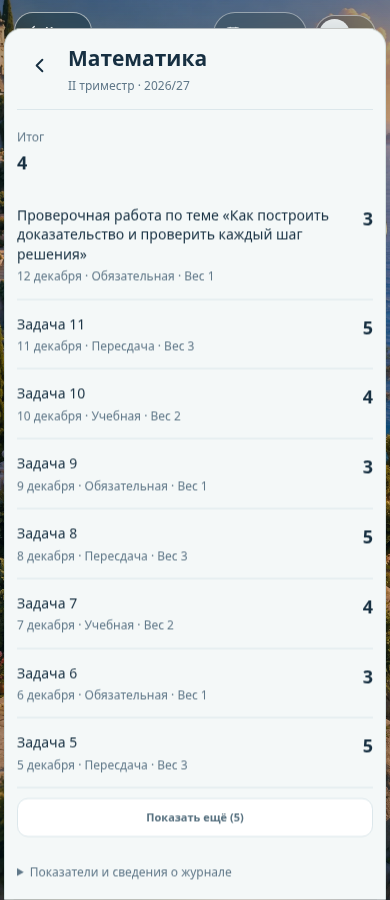 Математика
II триместр · 2026/27
Итог
4
Проверочная работа по теме «Как построить
доказательство и проверить каждый шаг
решения»
3
12 декабря · Обязательная · Вес 1
Задача 11
5
11 декабря · Пересдача · Вес 3
Задача 10
4
10 декабря · Учебная · Вес 2
Задача 9
3
9 декабря · Обязательная · Вес 1
Задача 8
5
8 декабря · Пересдача · Вес 3
Задача 7
4
7 декабря · Учебная · Вес 2
Задача 6
3
6 декабря · Обязательная · Вес 1
Задача 5
5
5 декабря · Пересдача · Вес 3
Показать ещё (5)
Показатели и сведения о журнале